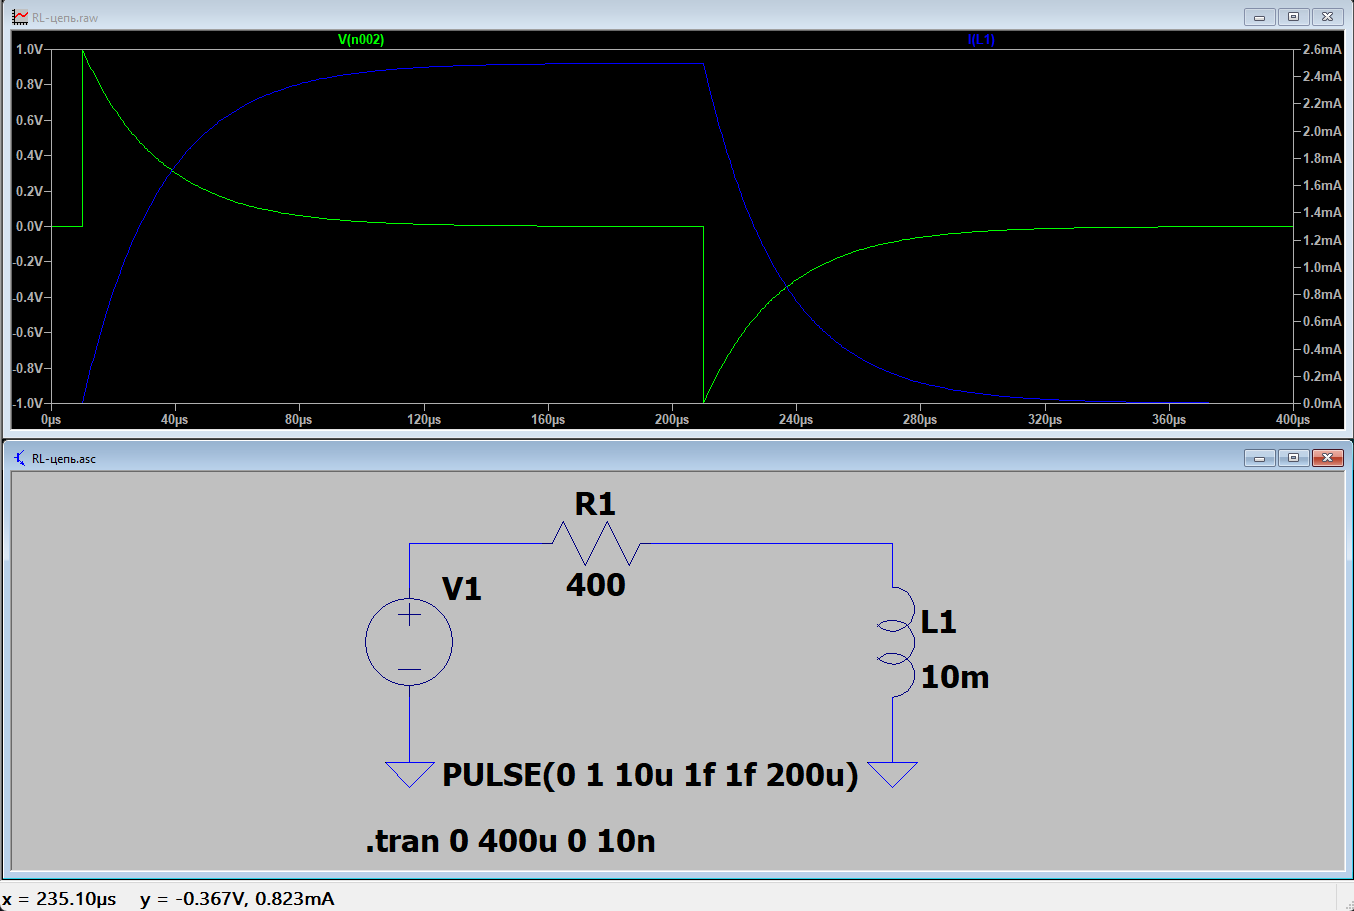 RL-цепь.raw
V(n002) I(L1)
1.0V 2.6mA
0.8V 2.4mA
0.6V 2.2mA
0.4V 2.0mA
0.2V 1.8mA
0.0V 1.6mA
-0.2V 1.4mA
-0.4V 1.2mA
-0.6V 1.0mA
-0.8V 0.8mA
-1.0V 0.6mA
0.4mA
0.2mA
0.0mA
0µs 40µs 80µs 120µs 160µs 200µs 240µs 280µs 320µs 360µs 400µs
RL-цепь.asc
R1
400
V1
L1
10m
PULSE(0 1 10u 1f 1f 200u)
.tran 0 400u 0 10n
x = 235.10µs y = -0.367V, 0.823mA